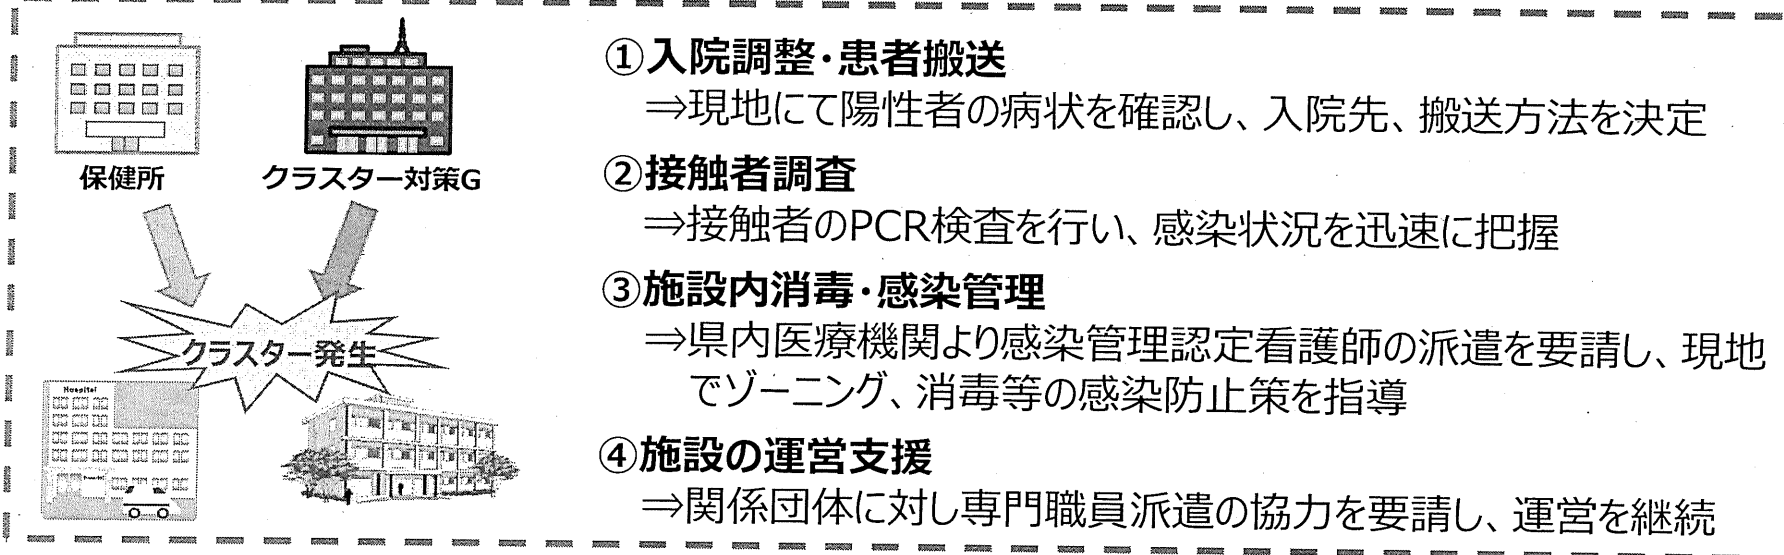 保健所
クラスター対策G
クラスター発生
Hospital
①入院調整・患者搬送
⇒現地にて陽性者の病状を確認し、入院先、搬送方法を決定
②接触者調査
⇒接触者のPCR検査を行い、感染状況を迅速に把握
③施設内消毒・感染管理
⇒県内医療機関より感染管理認定看護師の派遣を要請し、現地
でゾーニング、消毒等の感染防止策を指導
④施設の運営支援
⇒関係団体に対し専門職員派遣の協力を要請し、運営を継続